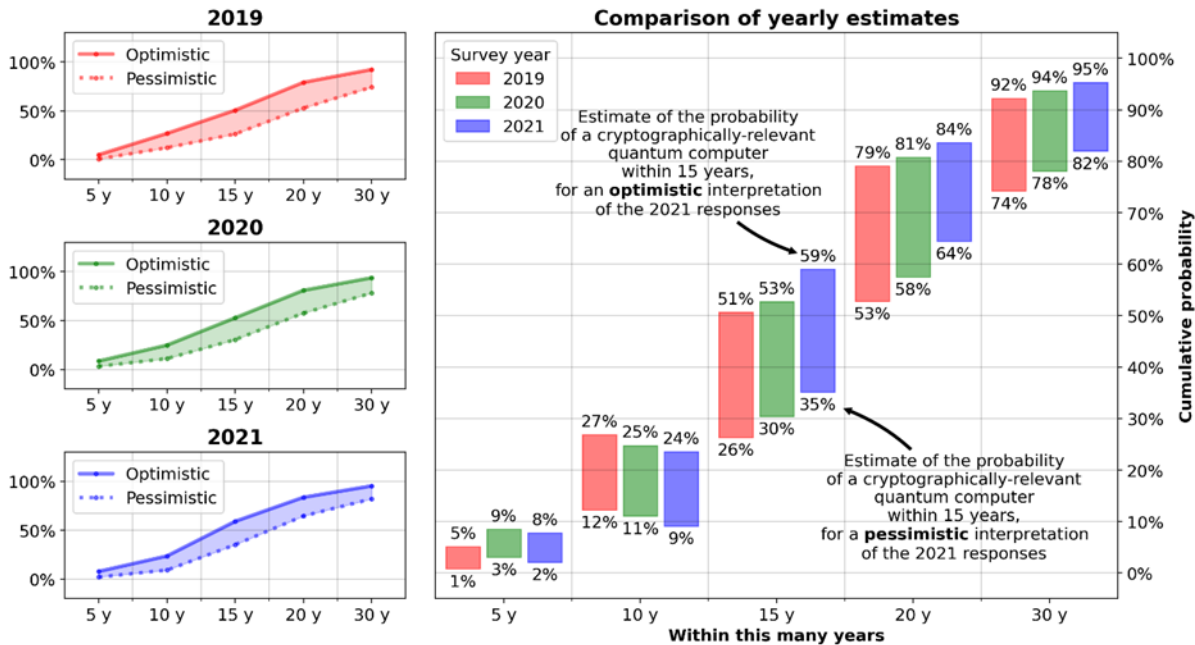 2019
Optimistic
Pessimistic
100%
50%
0%
5 y 10 y 15 y 20 y 30 y
2020
Optimistic
Pessimistic
100%
50%
0%
5 y 10 y 15 y 20 y 30 y
2021
Optimistic
Pessimistic
100%
50%
0%
5 y 10 y 15 y 20 y 30 y
Comparison of yearly estimates
Survey year
2019
2020
2021
Estimate of the probability
of a cryptographically-relevant
quantum computer
within 15 years,
for an optimistic interpretation
of the 2021 responses
5% 9% 8%
1% 3% 2%
27% 25% 24%
12% 11% 9%
51% 53% 59%
26% 30% 35%
79% 81% 84%
53% 58% 64%
92% 94% 95%
74% 78% 82%
Estimate of the probability
of a cryptographically-relevant
quantum computer
within 15 years,
for a pessimistic interpretation
of the 2021 responses
100%
90%
80%
70%
60%
50%
40%
30%
20%
10%
0%
Cumulative probability
5 y 10 y 15 y 20 y 30 y
Within this many years